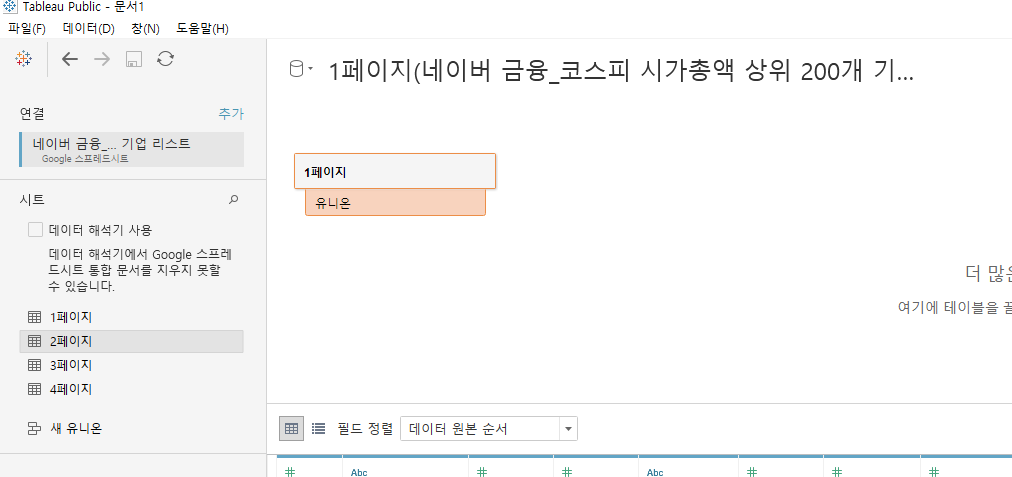 Tableau Public - 문서1
파일(F) 데이터(D) 창(N) 도움말(H)
연결 추가
네이버 금융_... 기업 리스트
Google 스프레드시트
시트
데이터 해석기 사용
데이터 해석기에서 Google 스프레
드시트 통합 문서를 지우지 못할
수 있습니다.
1페이지
2페이지
3페이지
4페이지
새 유니온
1페이지(네이버 금융_코스피 시가총액 상위 200개 기...
1페이지
유니온
더 많은
여기에 테이블을 끌
필드 정렬 데이터 원본 순서
# Abc # # Abc # # #